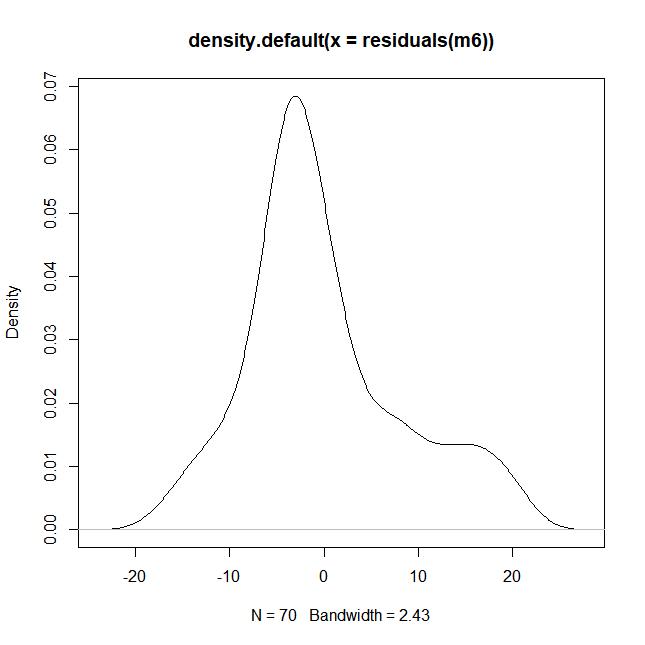 density.default(x = residuals(m6))
0.07
0.06
0.05
0.04
0.03
0.02
0.01
0.00
Density
-20 -10 0 10 20
N = 70 Bandwidth = 2.43